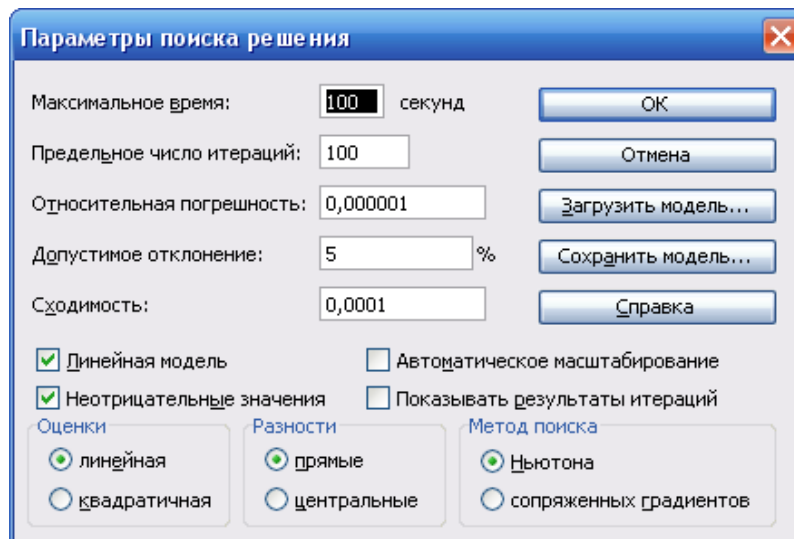 Параметры поиска решения
Максимальное время: 100 секунд ОК
Предельное число итераций: 100 Отмена
Относительная погрешность: 0,000001 Загрузить модель...
Допустимое отклонение: 5 % Сохранить модель...
Сходимость: 0,0001 Справка
Линейная модель Автоматическое масштабирование
Неотрицательные значения Показывать результаты итераций
Оценки Разности Метод поиска
линейная прямые Ньютона
квадратичная центральные сопряженных градиентов